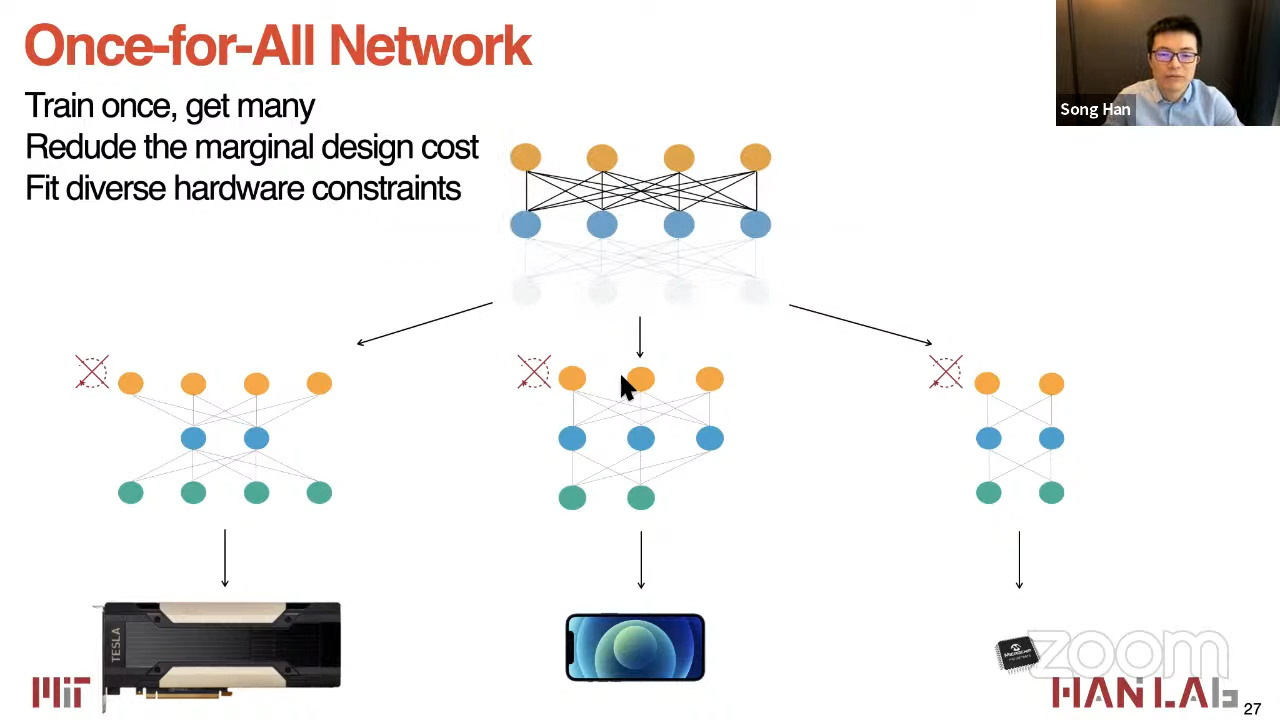 Once-for-All Network
Train once, get many
Redude the marginal design cost
Fit diverse hardware constraints
Song Han
TESLA
MICROCHIP
zoom
MIT
HAN LAb
27